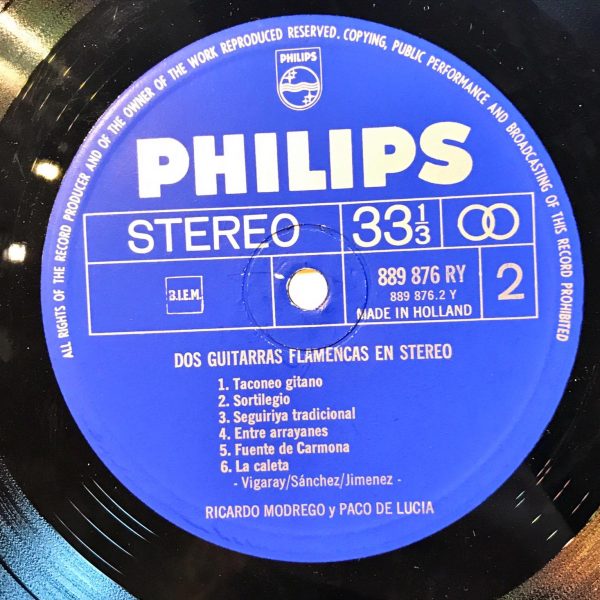 ALL RIGHTS OF THE RECORD PRODUCER AND OF THE OWNER OF THE WORK REPRODUCED RESERVED. COPYING, PUBLIC PERFORMANCE AND BROADCASTING OF THIS RECORD PROHIBITED
PHILIPS
PHILIPS
STEREO
33 1/3
B.I.E.M.
889 876 RY
889 876.2 Y
MADE IN HOLLAND
2
DOS GUITARRAS FLAMENCAS EN STEREO
1. Taconeo gitano
2. Sortilegio
3. Seguiriya tradicional
4. Entre arrayanes
5. Fuente de Carmona
6. La caleta
- Vigaray/Sánchez/Jimenez -
RICARDO MODREGO y PACO DE LUCIA